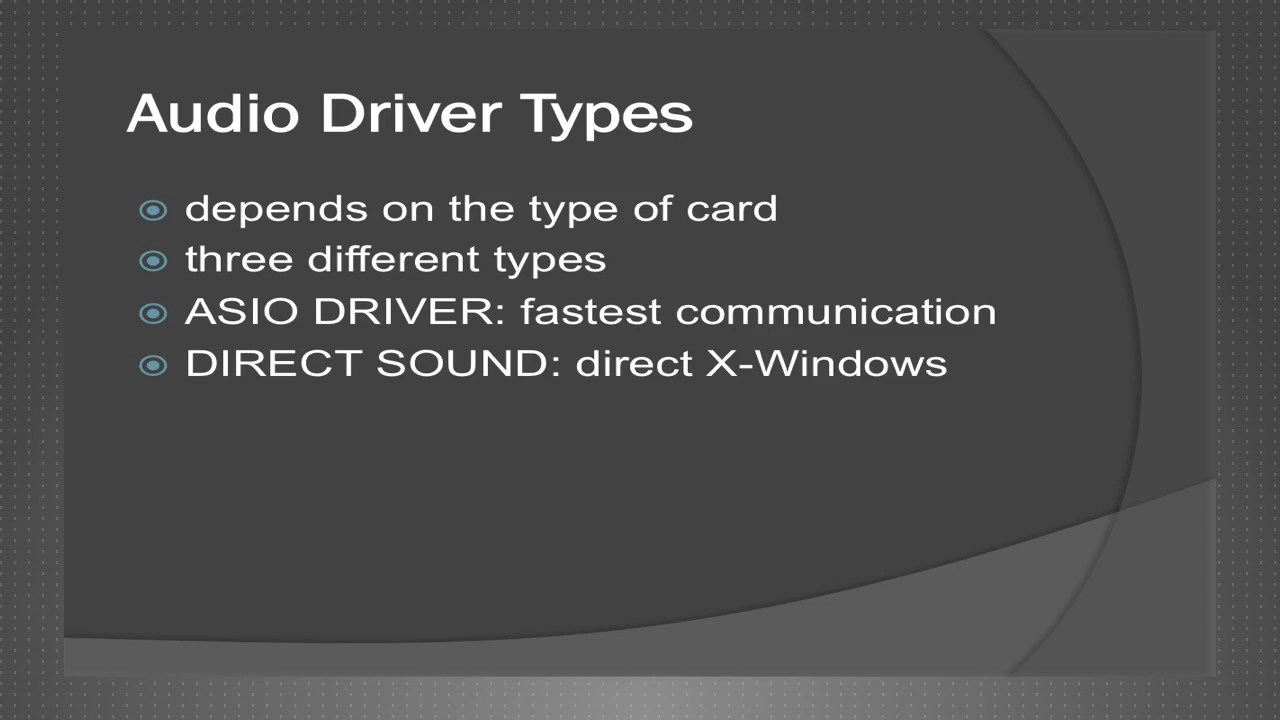 Audio Driver Types
depends on the type of card
three different types
ASIO DRIVER: fastest communication
DIRECT SOUND: direct X-Windows